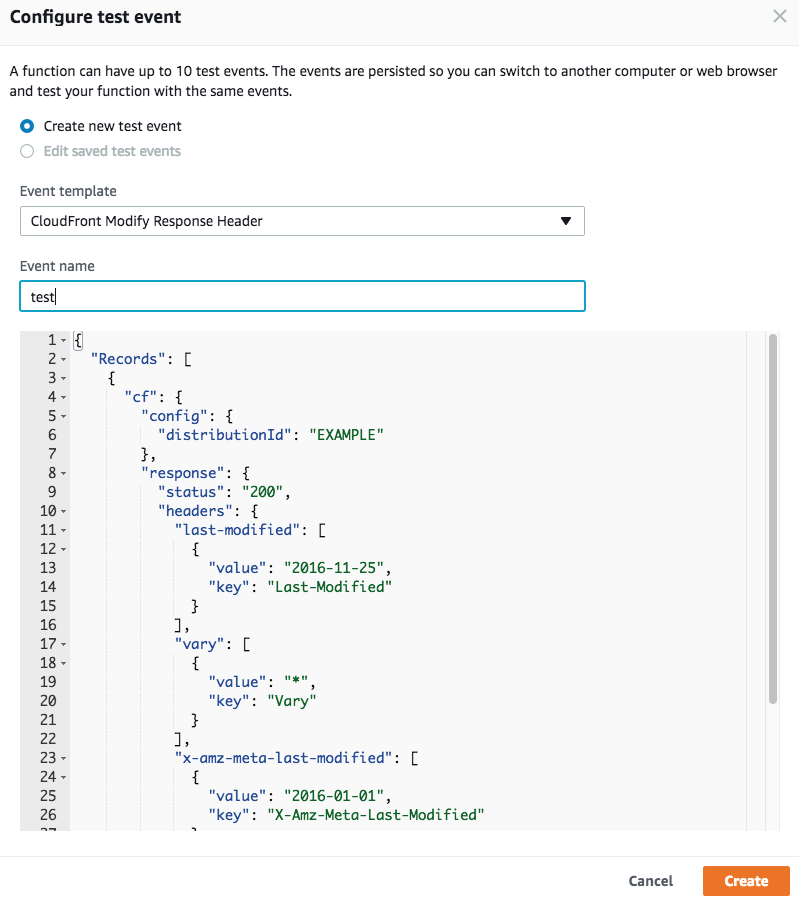 Configure test event
A function can have up to 10 test events. The events are persisted so you can switch to another computer or web browser
and test your function with the same events.
Create new test event
Edit saved test events
Event template
CloudFront Modify Response Header
Event name
test
1 {
2 "Records": [
3 {
4 "cf": {
5 "config": {
6 "distributionId": "EXAMPLE"
7 },
8 "response": {
9 "status": "200",
10 "headers": {
11 "last-modified": [
12 {
13 "value": "2016-11-25",
14 "key": "Last-Modified"
15 }
16 ],
17 "vary": [
18 {
19 "value": "*",
20 "key": "Vary"
21 }
22 ],
23 "x-amz-meta-last-modified": [
24 {
25 "value": "2016-01-01",
26 "key": "X-Amz-Meta-Last-Modified"
Cancel Create